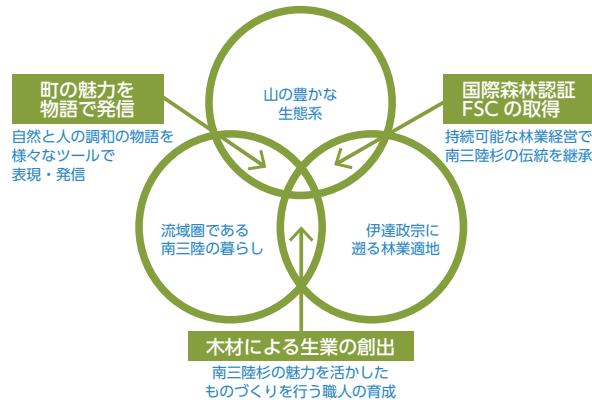 町の魅力を
物語で発信
自然と人の調和の物語を
様々なツールで
表現・発信
山の豊かな
生態系
国際森林認証
FSC の取得
持続可能な林業経営で
南三陸杉の伝統を継承
流域圏である
南三陸の暮らし
伊達政宗に
遡る林業適地
木材による生業の創出
南三陸杉の魅力を活かした
ものづくりを行う職人の育成